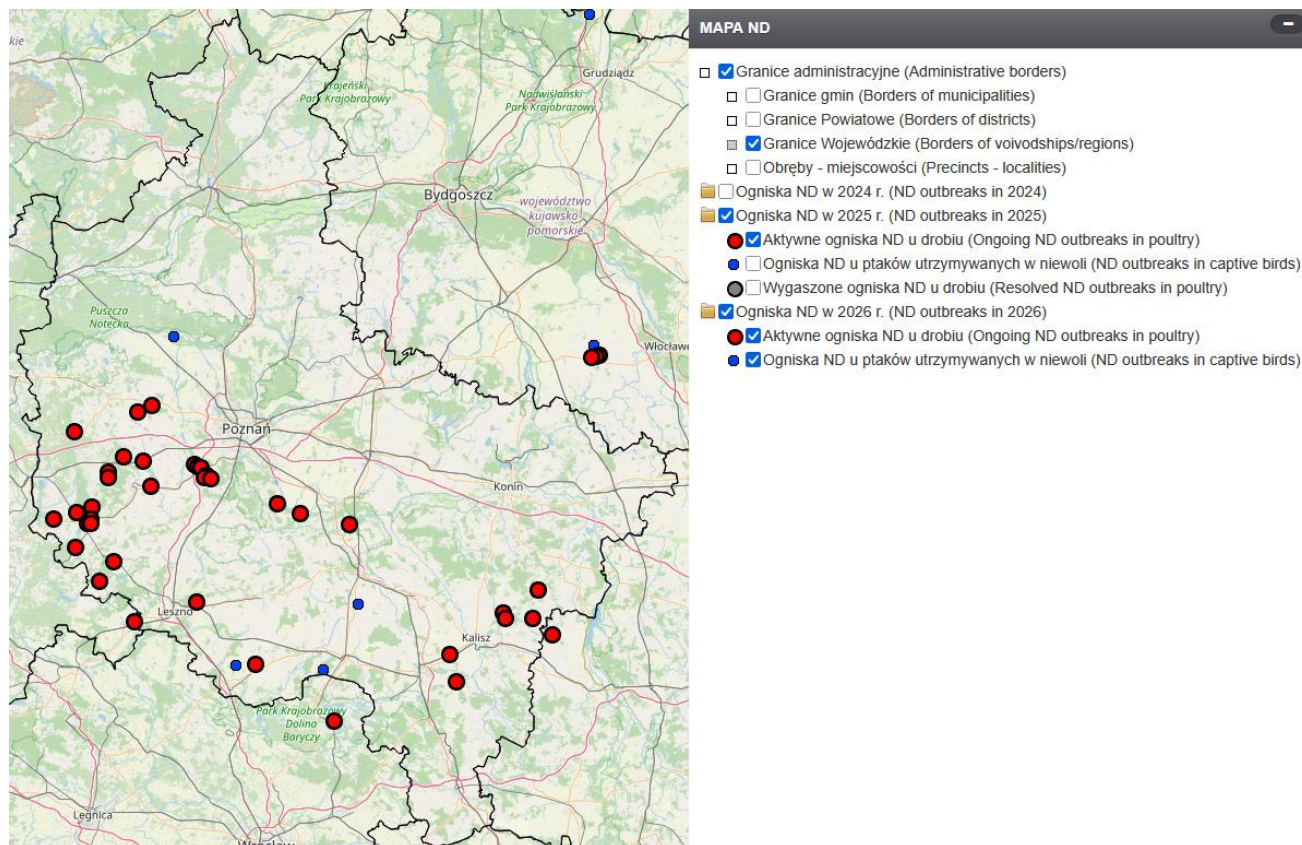 kie
Grudziądz
Krajeński
Park Krajobrazowy
Nadwiślański
Park Krajobrazowy
Bydgoszcz
województwo
kujawsko-
pomorskie
Puszcza
Notecka
Włocławe
Poznań
Konin
Leszno
Kalisz
Park Krajobrazowy
Dolina
Baryczy
Legnica
Wrocław
MAPA ND
Granice administracyjne (Administrative borders)
Granice gmin (Borders of municipalities)
Granice Powiatowe (Borders of districts)
Granice Wojewódzkie (Borders of voivodships/regions)
Obręby - miejscowości (Precincts - localities)
Ogniska ND w 2024 r. (ND outbreaks in 2024)
Ogniska ND w 2025 r. (ND outbreaks in 2025)
Aktywne ogniska ND u drobiu (Ongoing ND outbreaks in poultry)
Ogniska ND u ptaków utrzymywanych w niewoli (ND outbreaks in captive birds)
Wygaszone ogniska ND u drobiu (Resolved ND outbreaks in poultry)
Ogniska ND w 2026 r. (ND outbreaks in 2026)
Aktywne ogniska ND u drobiu (Ongoing ND outbreaks in poultry)
Ogniska ND u ptaków utrzymywanych w niewoli (ND outbreaks in captive birds)